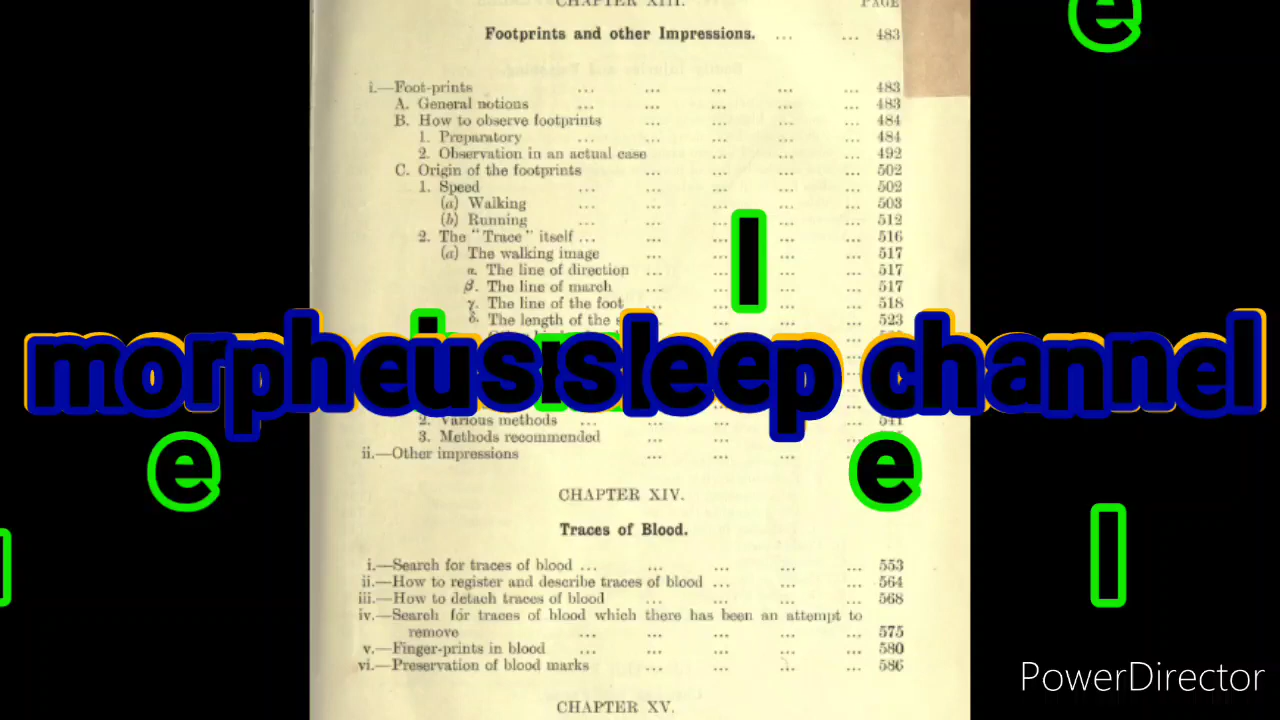 CHAPTER XIII. PAGE
Footprints and other Impressions. ... ... 483
i.—Foot-prints ... ... ... ... ... 483
A. General notions ... ... ... ... ... 483
B. How to observe footprints ... ... ... ... 484
1. Preparatory ... ... ... ... ... 484
2. Observation in an actual case ... ... ... ... 492
C. Origin of the footprints ... ... ... ... 502
1. Speed ... ... ... ... ... 502
(a) Walking ... ... ... ... ... 503
(b) Running ... ... ... ... ... 512
2. The "Trace" itself ... ... ... ... ... 516
(a) The walking image ... ... ... ... 517
α. The line of direction ... ... ... ... 517
β. The line of march ... ... ... ... 517
γ. The line of the foot ... ... ... ... 518
δ. The length of the ... ... ... 523
morpheus sleep channel
2. Various methods ... ... ... ... ... 541
3. Methods recommended ... ... ... ...
ii.—Other impressions ... ... ... ...
e
e
e
l
l
CHAPTER XIV.
Traces of Blood.
i.—Search for traces of blood ... ... ... ... ... 553
ii.—How to register and describe traces of blood ... ... ... 564
iii.—How to detach traces of blood ... ... ... ... 568
iv.—Search for traces of blood which there has been an attempt to
remove ... ... ... ... ... 575
v.—Finger-prints in blood ... ... ... ... ... 580
vi.—Preservation of blood marks ... ... ... ... 586
CHAPTER XV.
PowerDirector